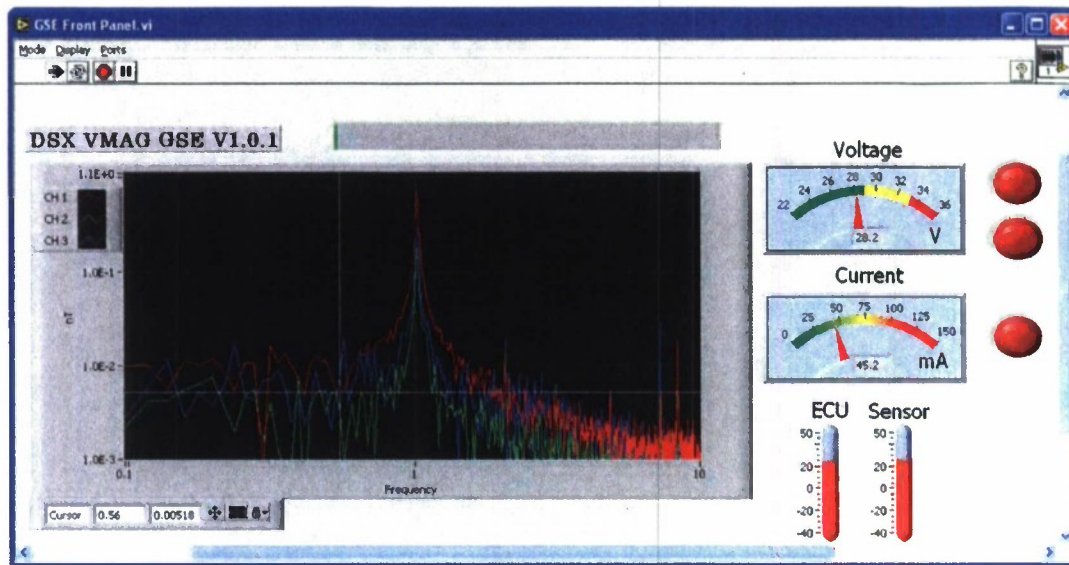 GSE Front Panel.vi
Mode Display Ports
1
DSX VMAG GSE V1.0.1
CH 1
CH 2
CH 3
1.1E+0
1.0E-1
1.0E-2
1.0E-3
nT
0.1
1
10
Frequency
Cursor 0.56 0.00518
Voltage
22 24 26 28 30 32 34 36
28.2
V
Current
0 25 50 75 100 125 150
45.2
mA
ECU Sensor
50 50
20 20
0 0
-20 -20
-40 -40